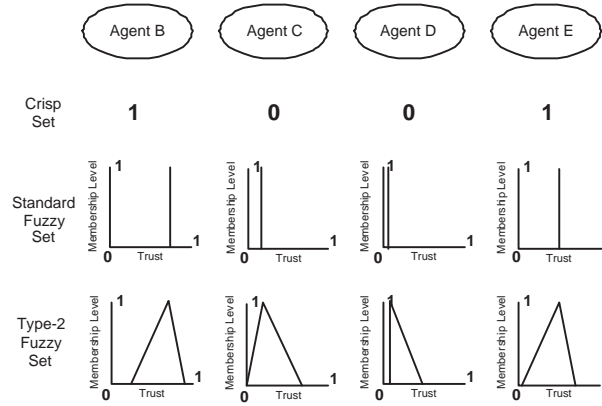 Agent B
Agent C
Agent D
Agent E
Crisp
Set
1
0
0
1
Standard
Fuzzy
Set
Membership Level
1
0
Trust
1
Membership Level
1
0
Trust
1
Membership Level
1
0
Trust
1
Membership Level
1
0
Trust
1
Type-2
Fuzzy
Set
Membership Level
1
0
Trust
1
Membership Level
1
0
Trust
1
Membership Level
1
0
Trust
1
Membership Level
1
0
Trust
1